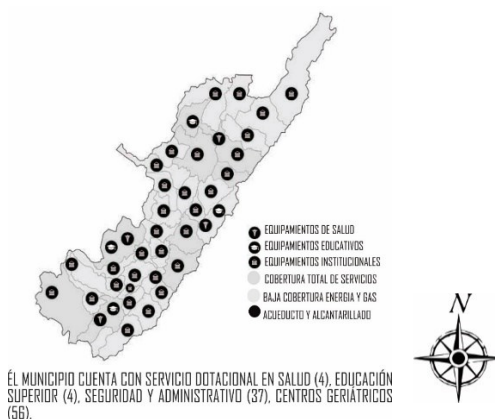 EQUIPAMIENTOS DE SALUD
EQUIPAMIENTOS EDUCATIVOS
EQUIPAMIENTOS INSTITUCIONALES
COBERTURA TOTAL DE SERVICIOS
BAJA COBERTURA ENERGIA Y GAS
ACUEDUCTO Y ALCANTARILLADO
N
ÉL MUNICIPIO CUENTA CON SERVICIO DOTACIONAL EN SALUD (4), EDUCACIÓN
SUPERIOR (4), SEGURIDAD Y ADMINISTRATIVO (37), CENTROS GERIÁTRICOS
(56).